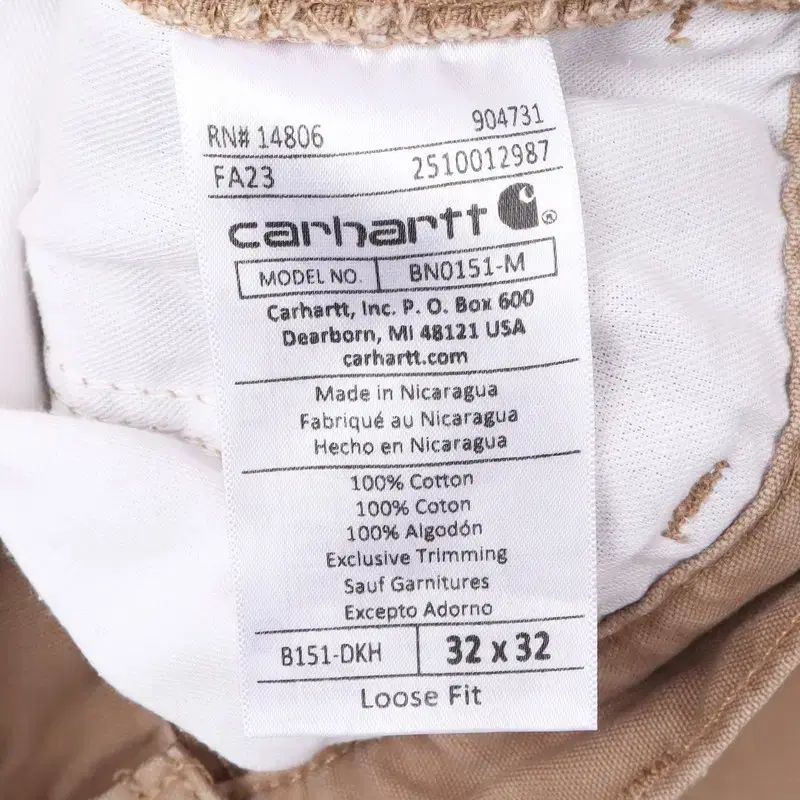 RN# 14806 904731
FA23 2510012987
carhartt ®
MODEL NO. BN0151-M
Carhartt, Inc. P. O. Box 600
Dearborn, MI 48121 USA
carhartt.com
Made in Nicaragua
Fabriqué au Nicaragua
Hecho en Nicaragua
100% Cotton
100% Coton
100% Algodón
Exclusive Trimming
Sauf Garnitures
Excepto Adorno
B151-DKH 32 x 32
Loose Fit